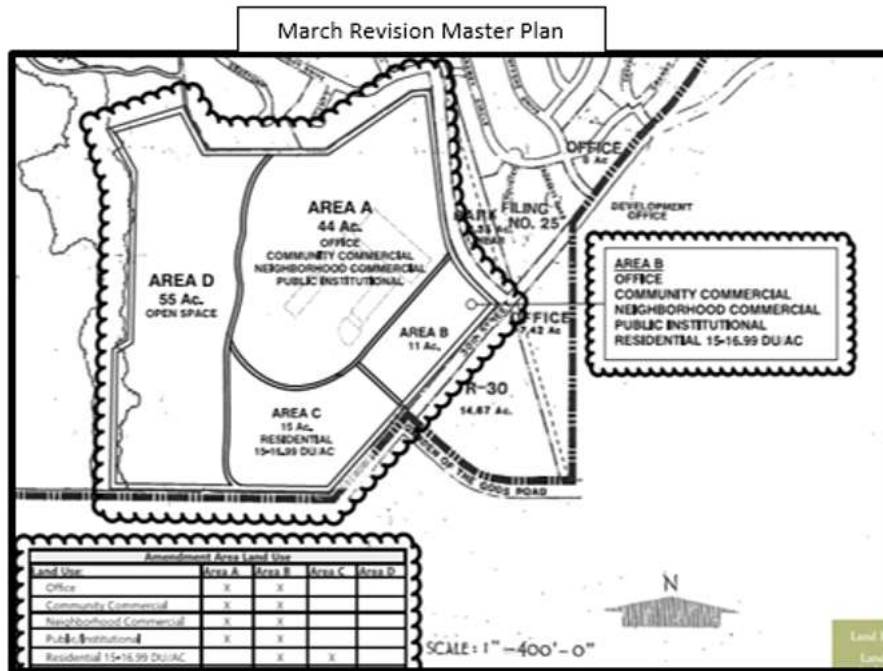 March Revision Master Plan
OFFICE
DEVELOPMENT
OFFICE
FILING
NO. 25
AREA A
44 Ac.
OFFICE
COMMUNITY COMMERCIAL
NEIGHBORHOOD COMMERCIAL
PUBLIC INSTITUTIONAL
AREA D
55 Ac.
OPEN SPACE
AREA B
11 Ac.
AREA B
OFFICE
COMMUNITY COMMERCIAL
NEIGHBORHOOD COMMERCIAL
PUBLIC INSTITUTIONAL
RESIDENTIAL 15-16.99 DU/AC
OFFICE
7.42 Ac
R-30
14.67 Ac.
AREA C
15 Ac.
RESIDENTIAL
15-16.99 DU/AC
OF THE GODS ROAD
Amendment Area Land Use
Land Use: Area A Area B Area C Area D
Office X X
Community Commercial X X
Neighborhood Commercial X X
Public/Institutional X X
Residential 15-16.99 DU/AC X X
N
SCALE: 1" -400'-0"
Land